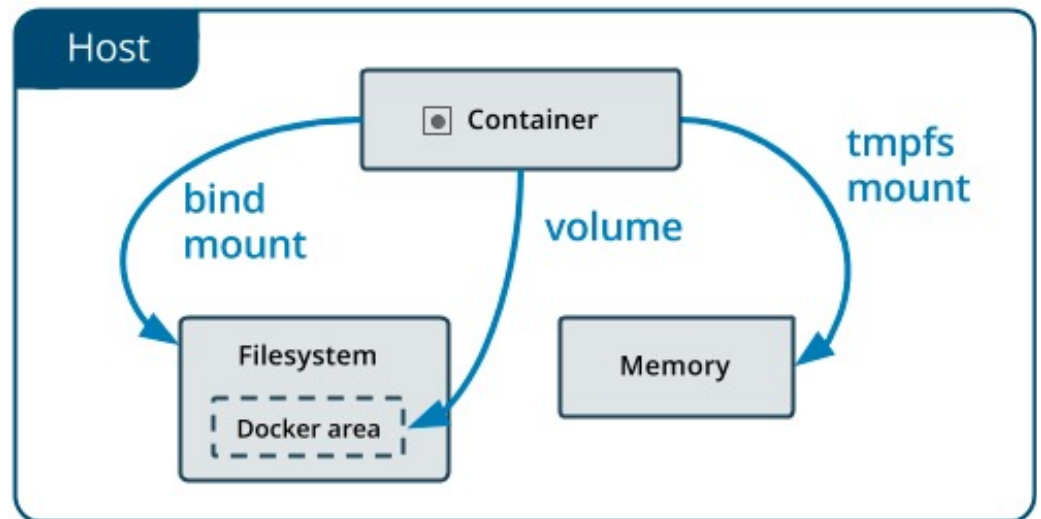 Host
Container
bind
mount
volume
tmpfs
mount
Filesystem
Docker area
Memory